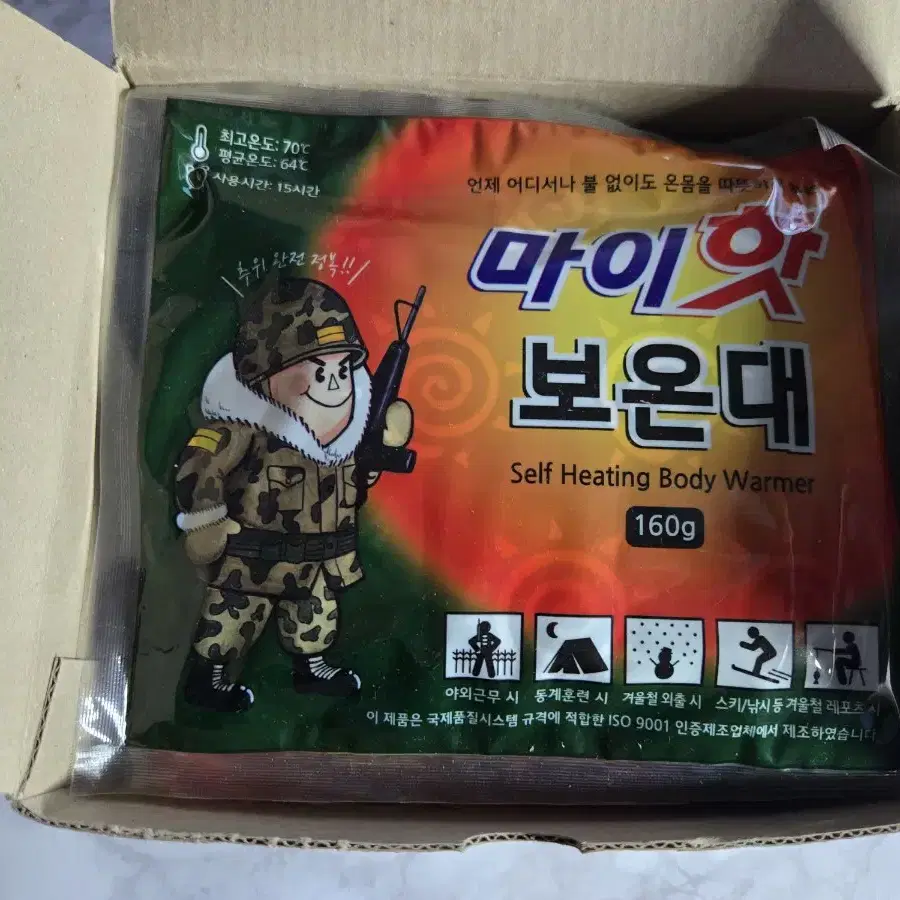 최고온도: 70℃
평균온도: 64℃
사용시간: 15시간
언제 어디서나 불 없이도 온몸을
추위 완전 정복!!
마이핫
보온대
Self Heating Body Warmer
160g
야외근무 시
동계훈련 시
겨울철 외출 시
스키/낚시 등 겨울철 레포츠 시
이 제품은 국제품질시스템 규격에 적합한 ISO 9001 인증제조업체에서 제조하였습니다